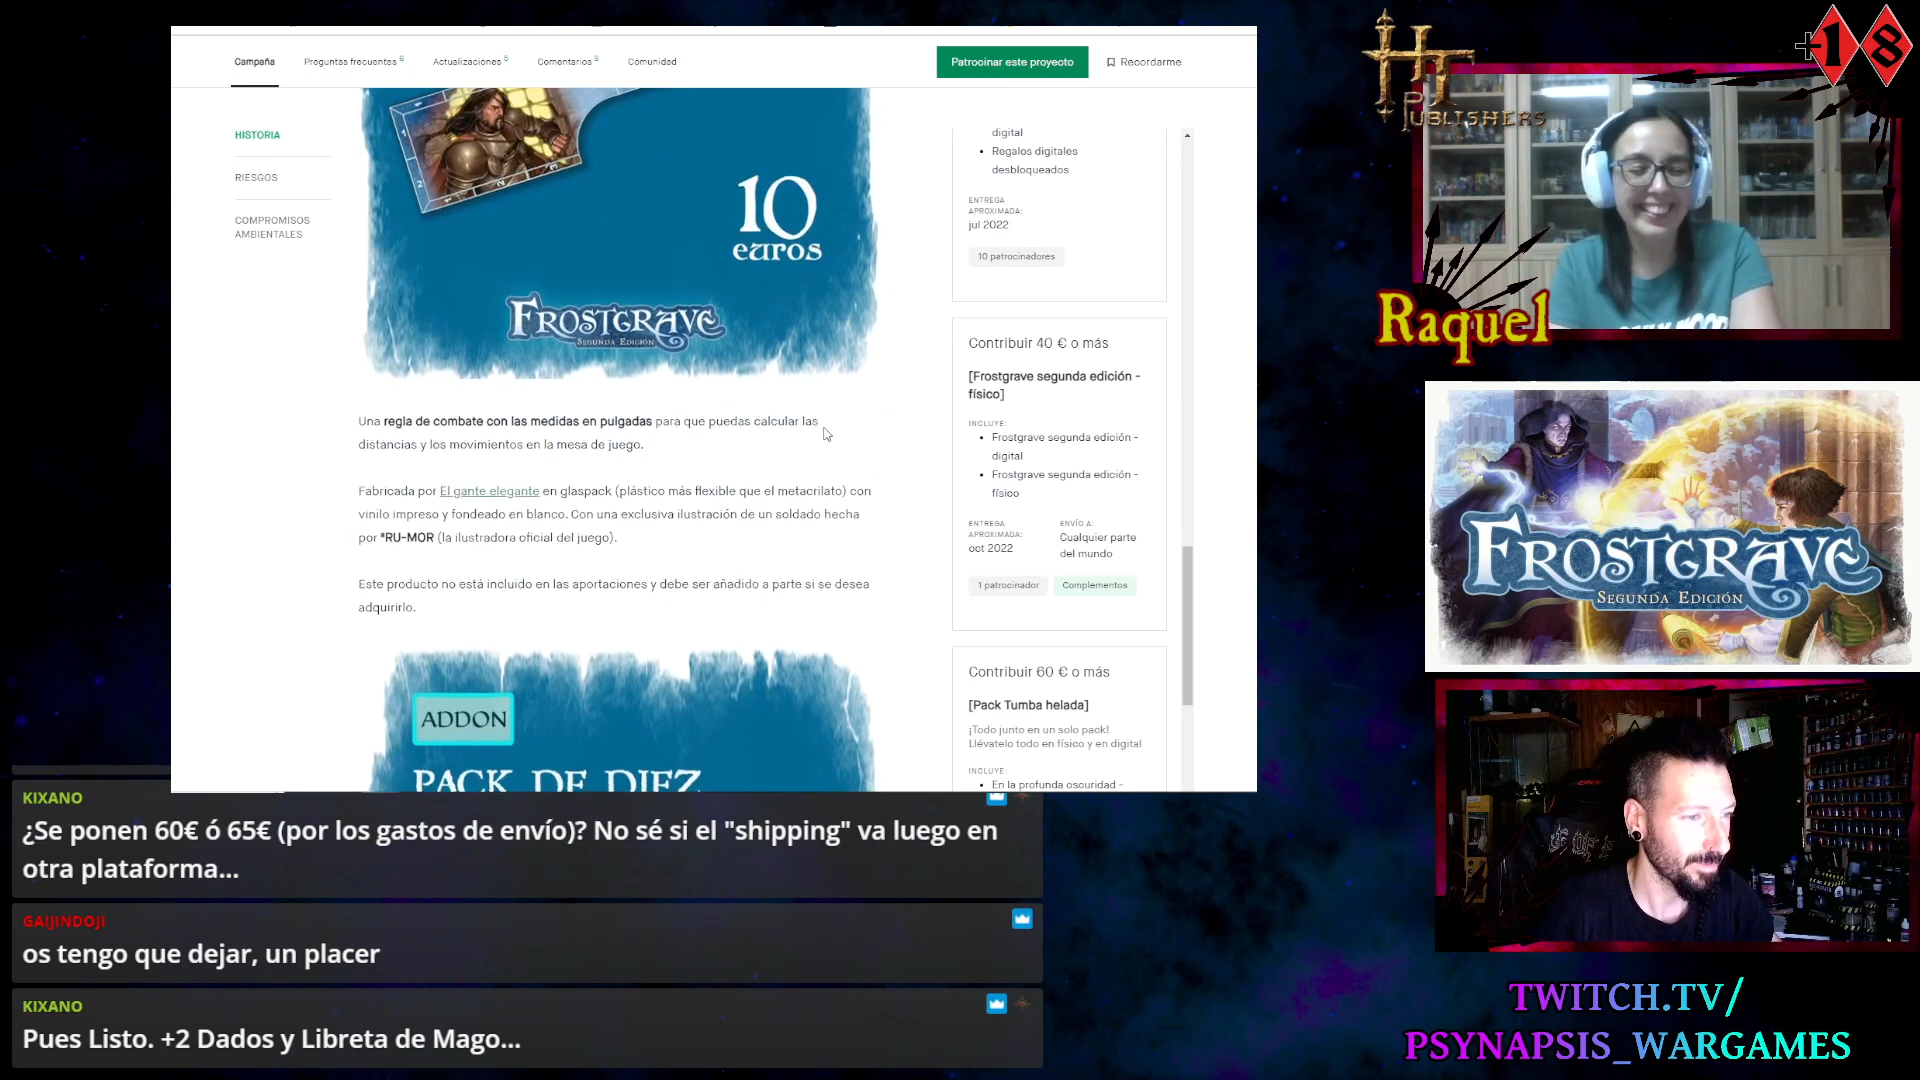 Campaña
Preguntas frecuentes 6
Actualizaciones 5
Comentarios 8
Comunidad
Patrocinar este proyecto
Recordarme
HISTORIA
RIESGOS
COMPROMISOS
AMBIENTALES
10
euros
FROSTGRAVE
SEGUNDA EDICIÓN
Una regla de combate con las medidas en pulgadas para que puedas calcular las
distancias y los movimientos en la mesa de juego.
Fabricada por El gante elegante en glaspack (plástico más flexible que el metacrilato) con
vinilo impreso y fondeado en blanco. Con una exclusiva ilustración de un soldado hecha
por ªRU-MOR (la ilustradora oficial del juego).
Este producto no está incluido en las aportaciones y debe ser añadido a parte si se desea
adquirirlo.
ADDON
PACK DE DIEZ
digital
• Regalos digitales
desbloqueados
ENTREGA
APROXIMADA:
jul 2022
10 patrocinadores
Contribuir 40 € o más
[Frostgrave segunda edición -
físico]
INCLUYE:
• Frostgrave segunda edición -
digital
• Frostgrave segunda edición -
físico
ENTREGA
APROXIMADA:
oct 2022
ENVÍO A:
Cualquier parte
del mundo
1 patrocinador
Complementos
Contribuir 60 € o más
[Pack Tumba helada]
¡Todo junto en un solo pack!
Llévatelo todo en físico y en digital
INCLUYE:
• En la profunda oscuridad -
KIXANO
¿Se ponen 60€ ó 65€ (por los gastos de envío)? No sé si el "shipping" va luego en
otra plataforma...
GAIJINDOJI
os tengo que dejar, un placer
KIXANO
Pues Listo. +2 Dados y Libreta de Mago...
HT
PUBLISHERS
+18
Raquel
FROSTGRAVE
SEGUNDA EDICIÓN
TWITCH.TV/
PSYNAPSIS_WARGAMES